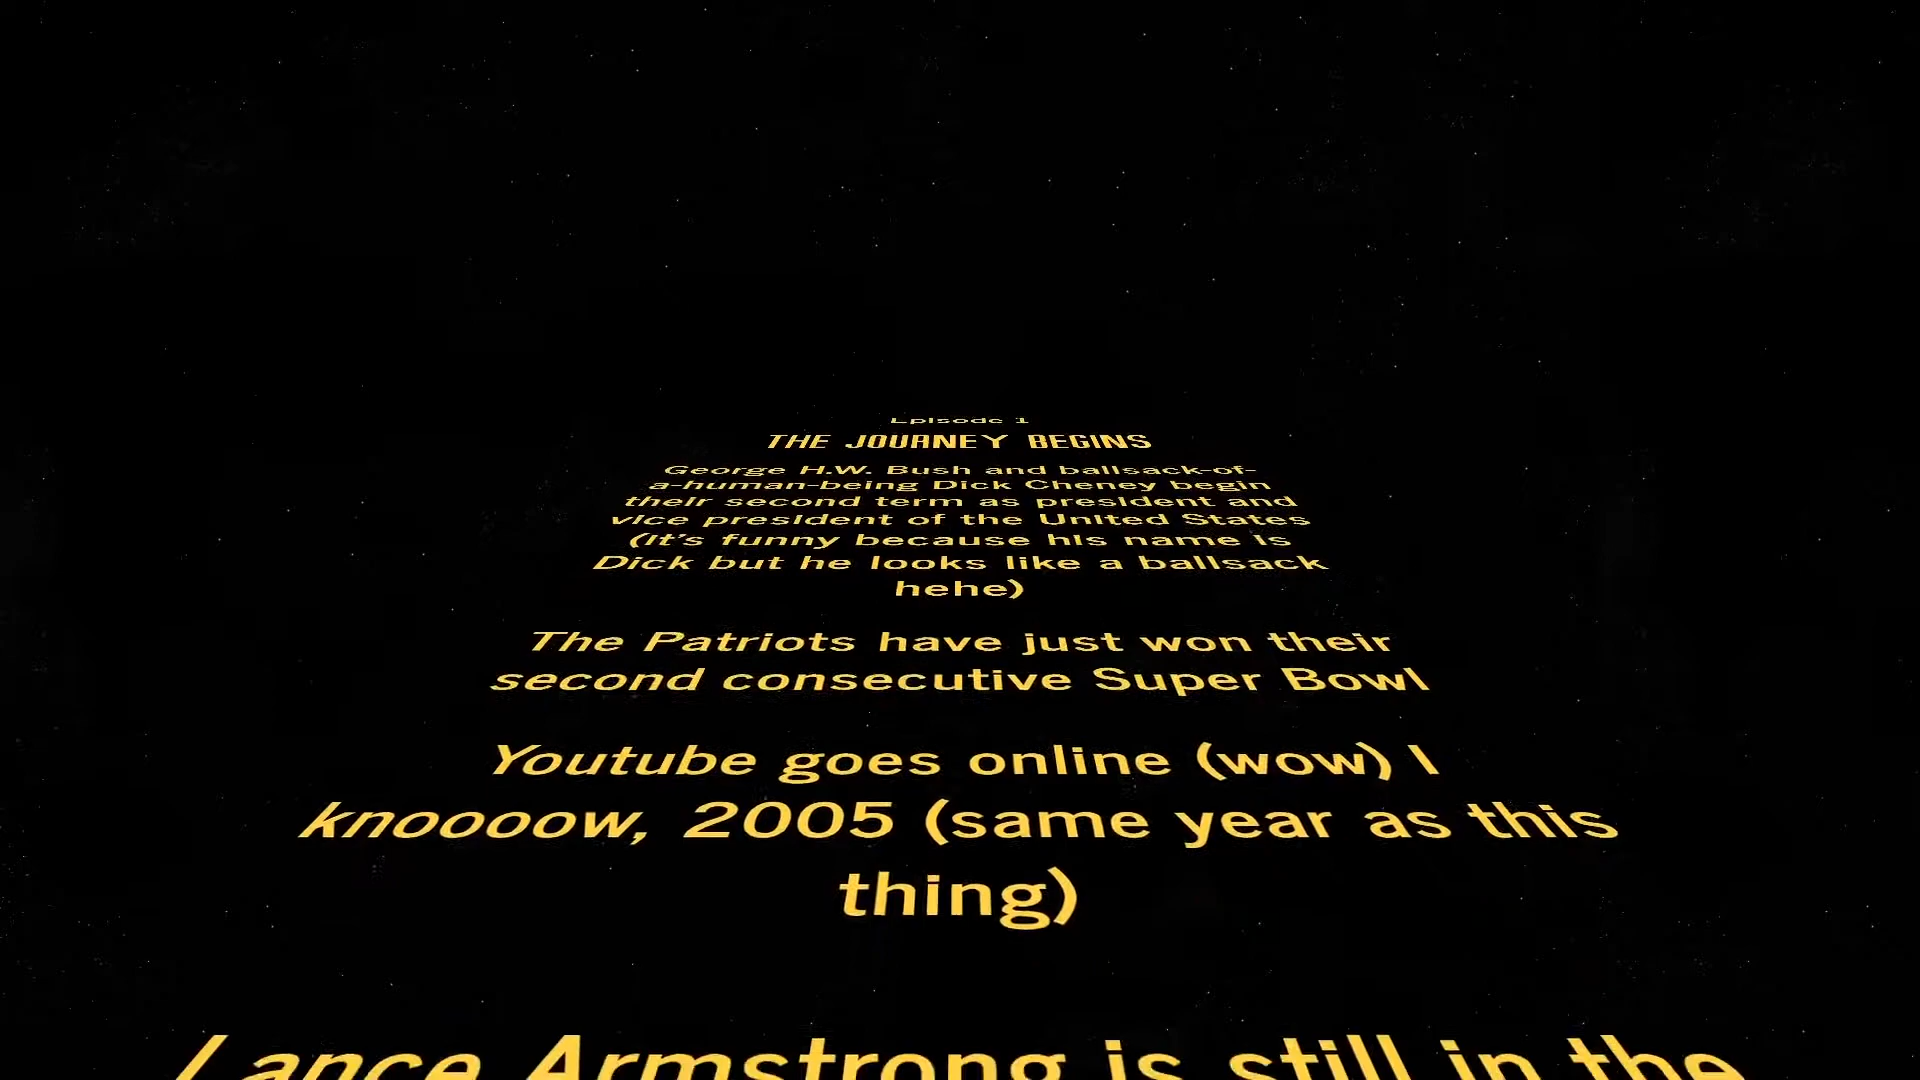 Episode 1
THE JOURNEY BEGINS
George H.W. Bush and ballsack-of-
a-human-being Dick Cheney begin
their second term as president and
vice president of the United States
(it's funny because his name is
Dick but he looks like a ballsack
hehe)
The Patriots have just won their
second consecutive Super Bowl
Youtube goes online (wow) I
knoooow, 2005 (same year as this
thing)
Lance Armstrong is still in the